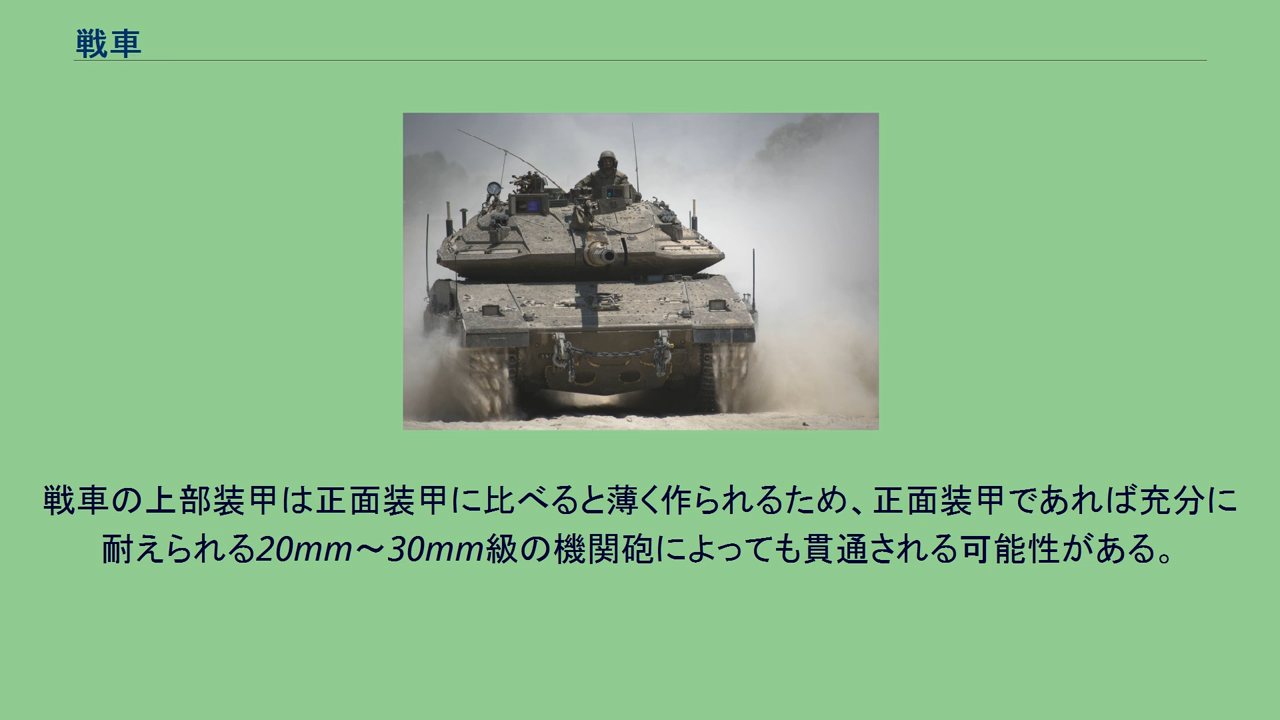 戦車
戦車の上部装甲は正面装甲に比べると薄く作られるため、正面装甲であれば充分に
耐えられる20mm～30mm級の機関砲によっても貫通される可能性がある。